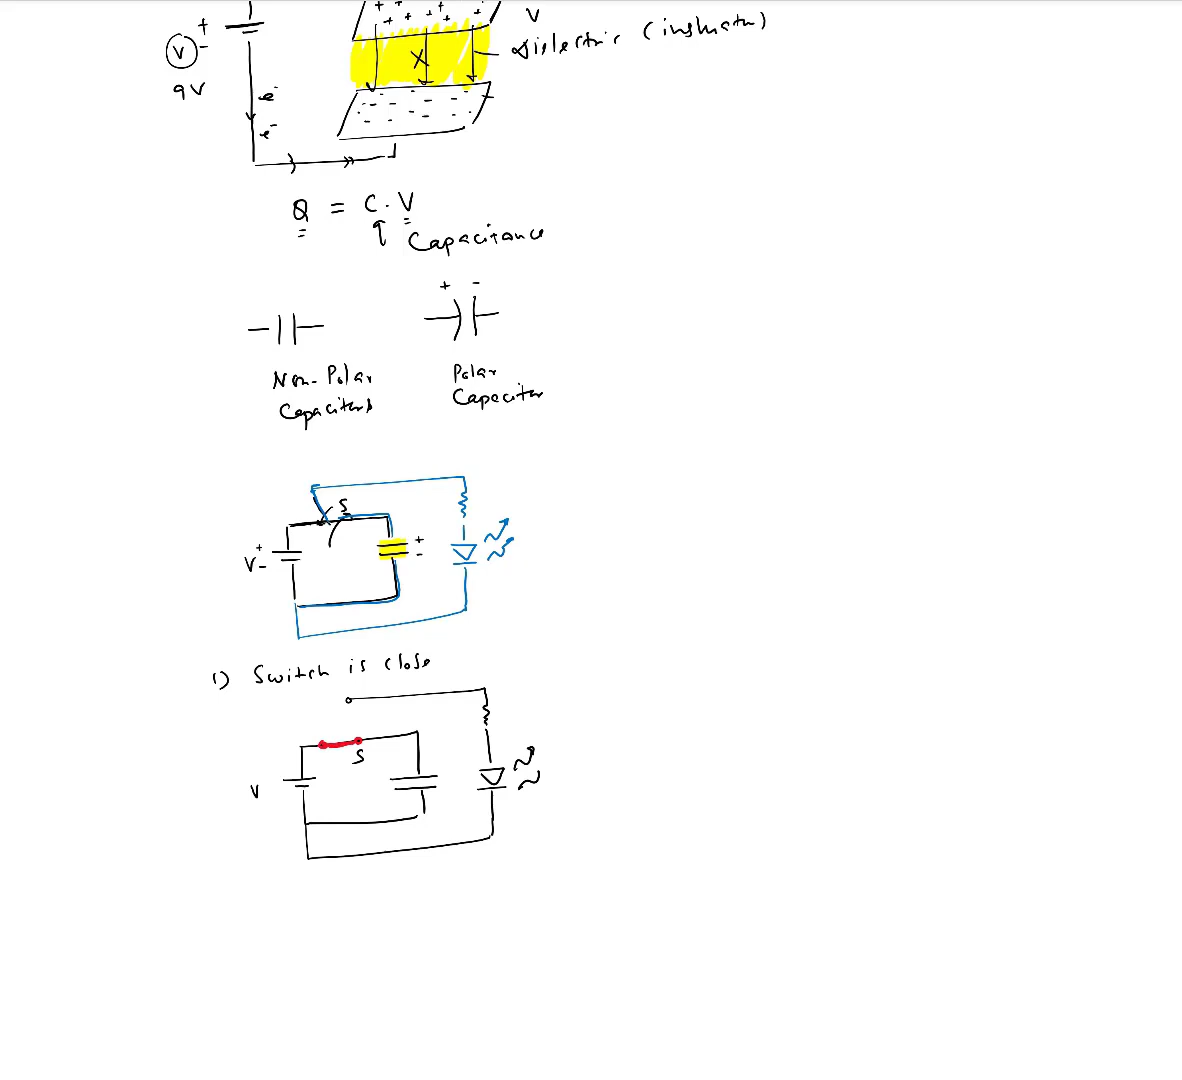 V
+
V
-
9V
Dielectric (insulator)
X
e-
e-
Q = C . V
Capacitance
+ -
Non-Polar
Capacitors
Polar
Capacitor
S
V + -
+ -
1) Switch is close
S
V